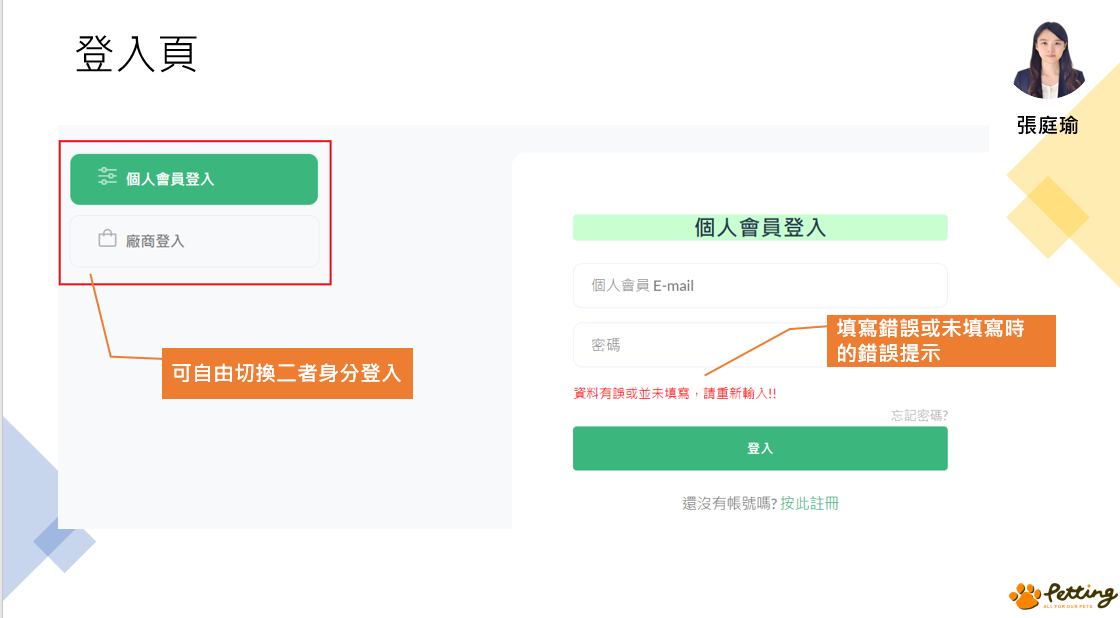 登入頁
張庭瑜
個人會員登入
廠商登入
可自由切換二者身分登入
個人會員登入
個人會員 E-mail
密碼
填寫錯誤或未填寫時
的錯誤提示
資料有誤或並未填寫，請重新輸入!!
忘記密碼?
登入
還沒有帳號嗎? 按此註冊
Petting
ALL FOR OUR PETS